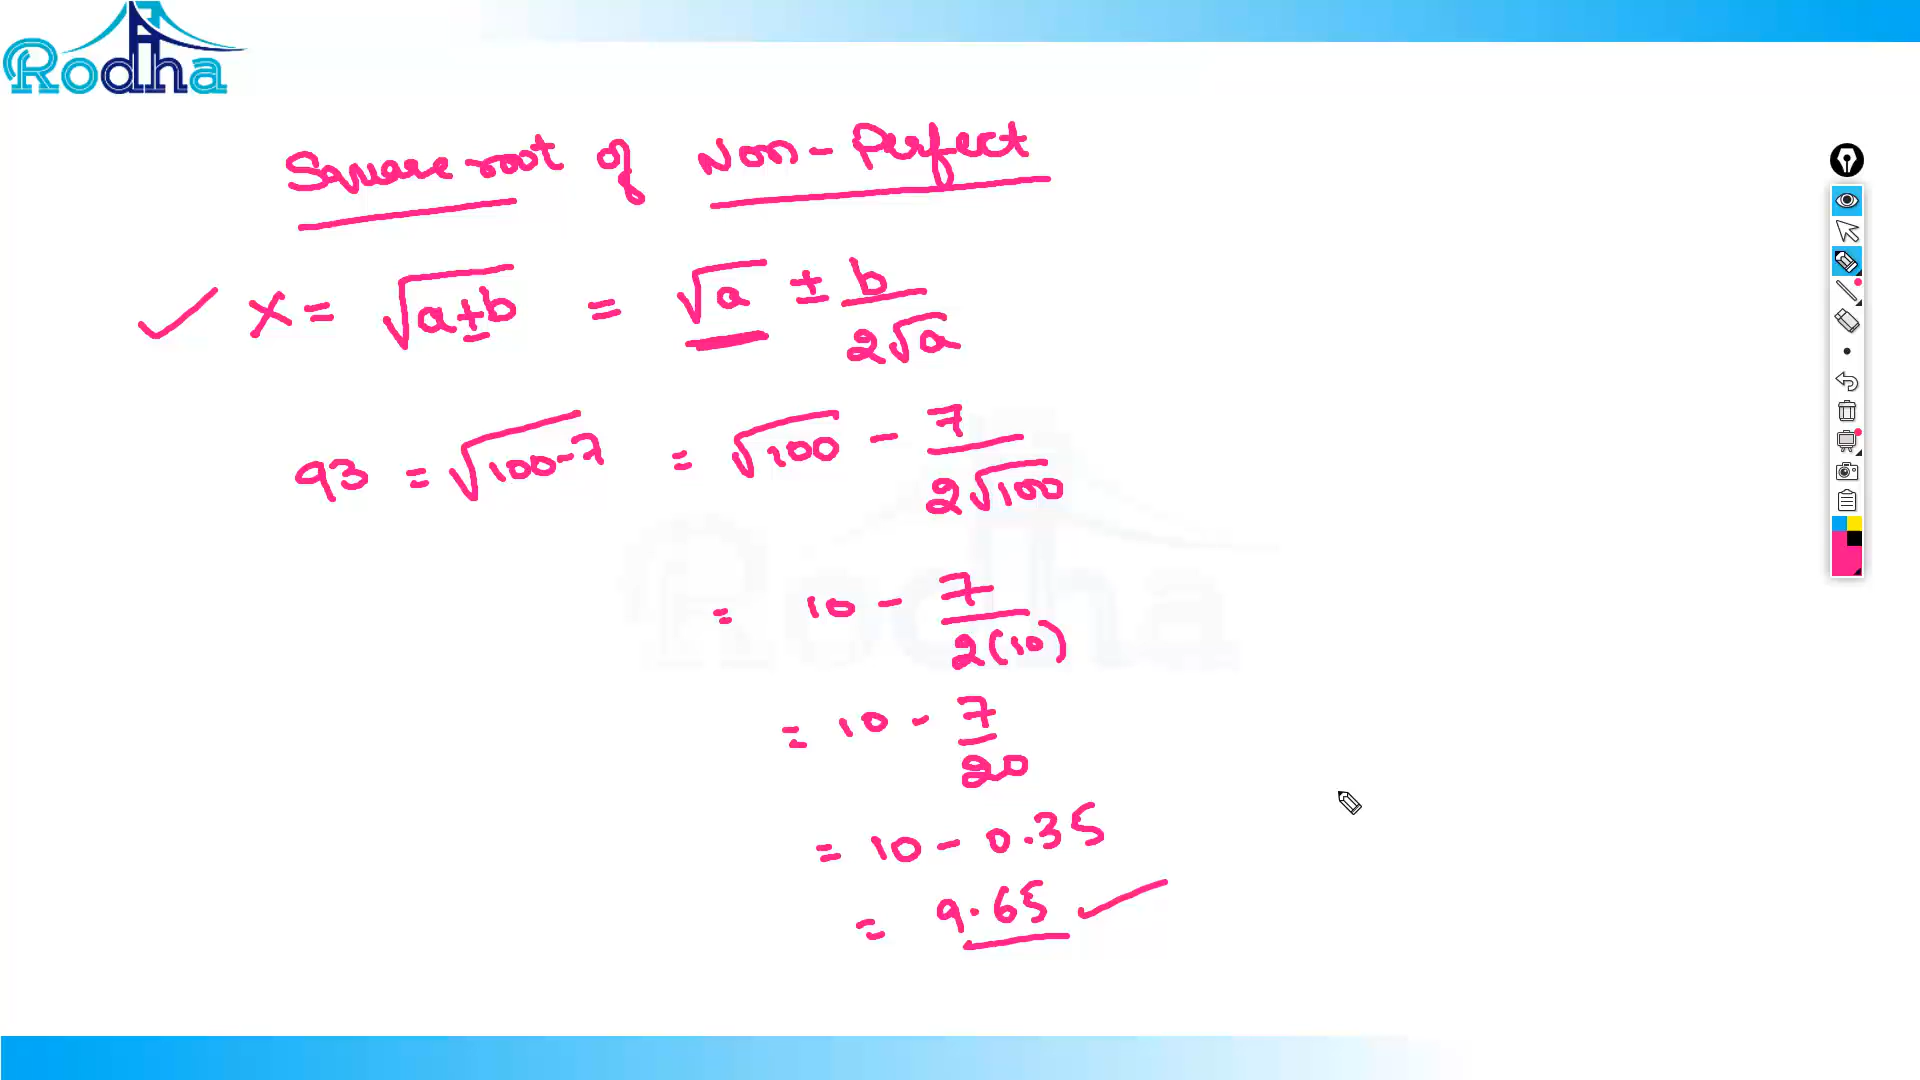 Rodha
Square root of Non-Perfect
x = √(a±b) = √a ± b/(2√a)
93 = √(100-7) = √100 - 7/(2√100)
= 10 - 7/(2(10))
= 10 - 7/20
= 10 - 0.35
= 9.65
Rodha